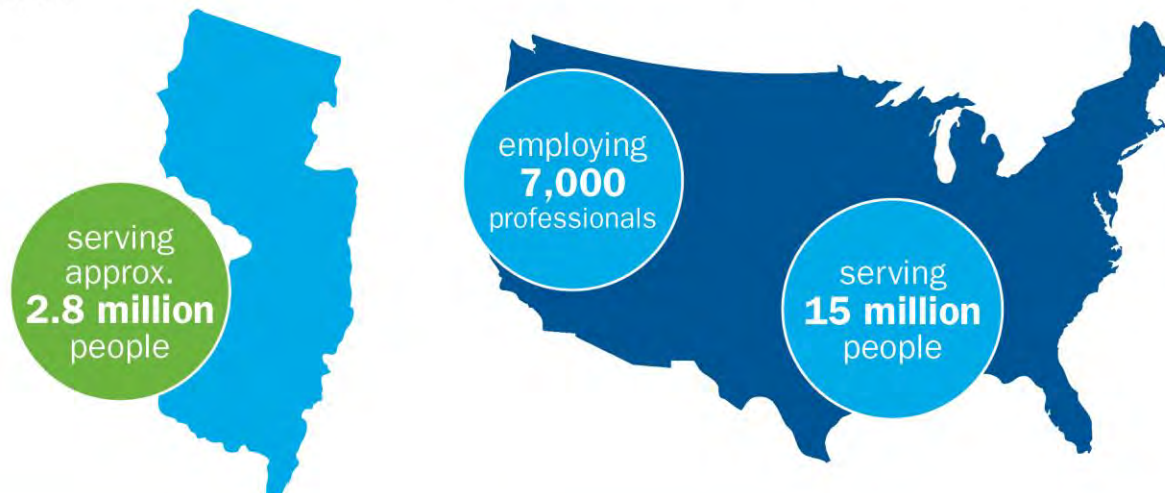 serving
approx.
2.8 million
people
employing
7,000
professionals
serving
15 million
people